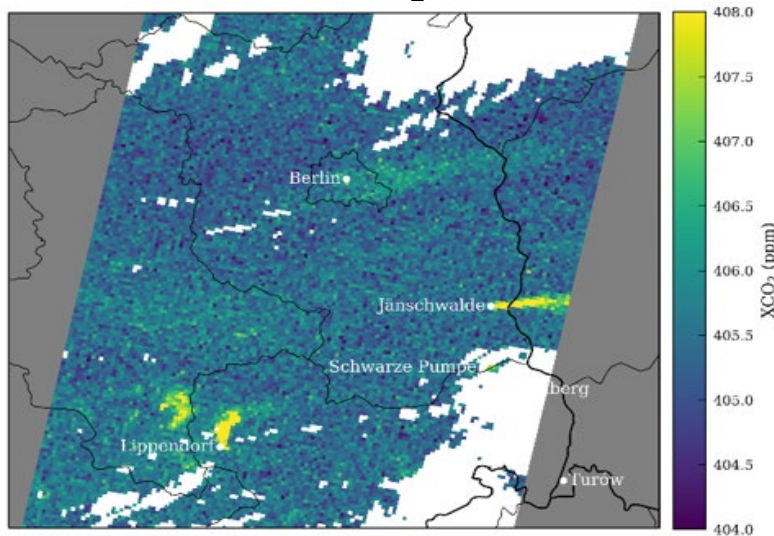 Berlin
Jänschwalde
Schwarze Pumpe
berg
Lippendorf
Turow
408.0
407.5
407.0
406.5
406.0
405.5
405.0
404.5
404.0
XCO₂ (ppm)